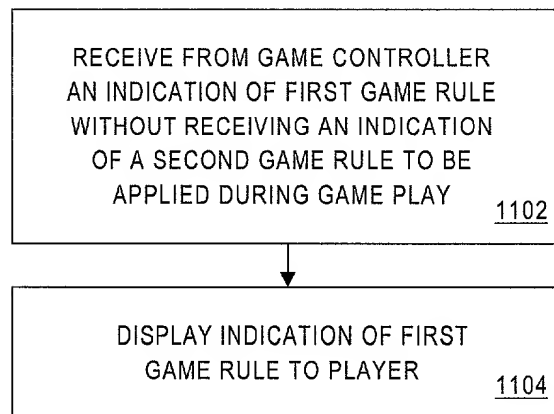 RECEIVE FROM GAME CONTROLLER
AN INDICATION OF FIRST GAME RULE
WITHOUT RECEIVING AN INDICATION
OF A SECOND GAME RULE TO BE
APPLIED DURING GAME PLAY
1102
DISPLAY INDICATION OF FIRST
GAME RULE TO PLAYER
1104